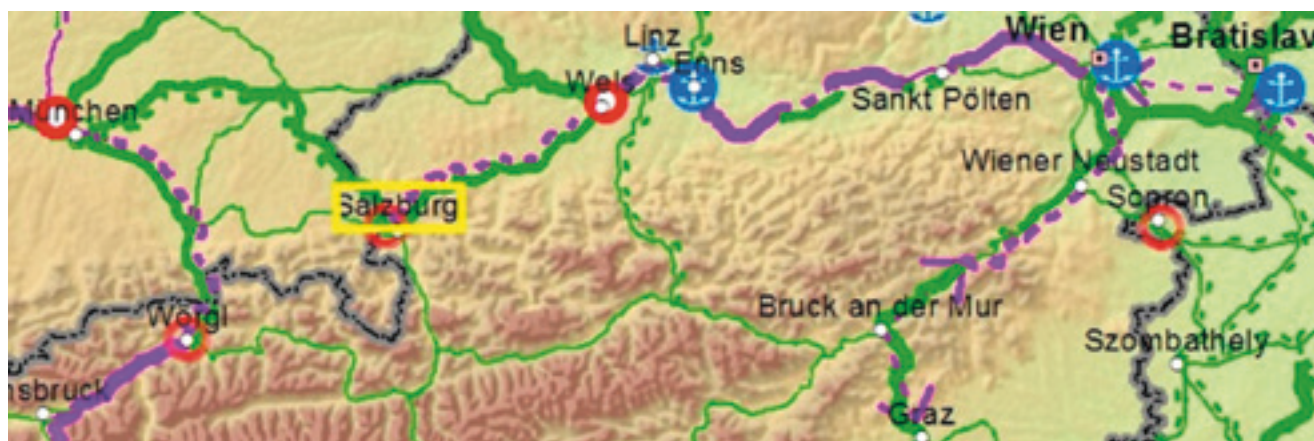 Linz
Wien
Bratislav
Wels
Enns
München
Sankt Pölten
Wiener Neustadt
Salzburg
Sopron
Wörgl
Bruck an der Mur
Szombathely
nsbruck
Graz